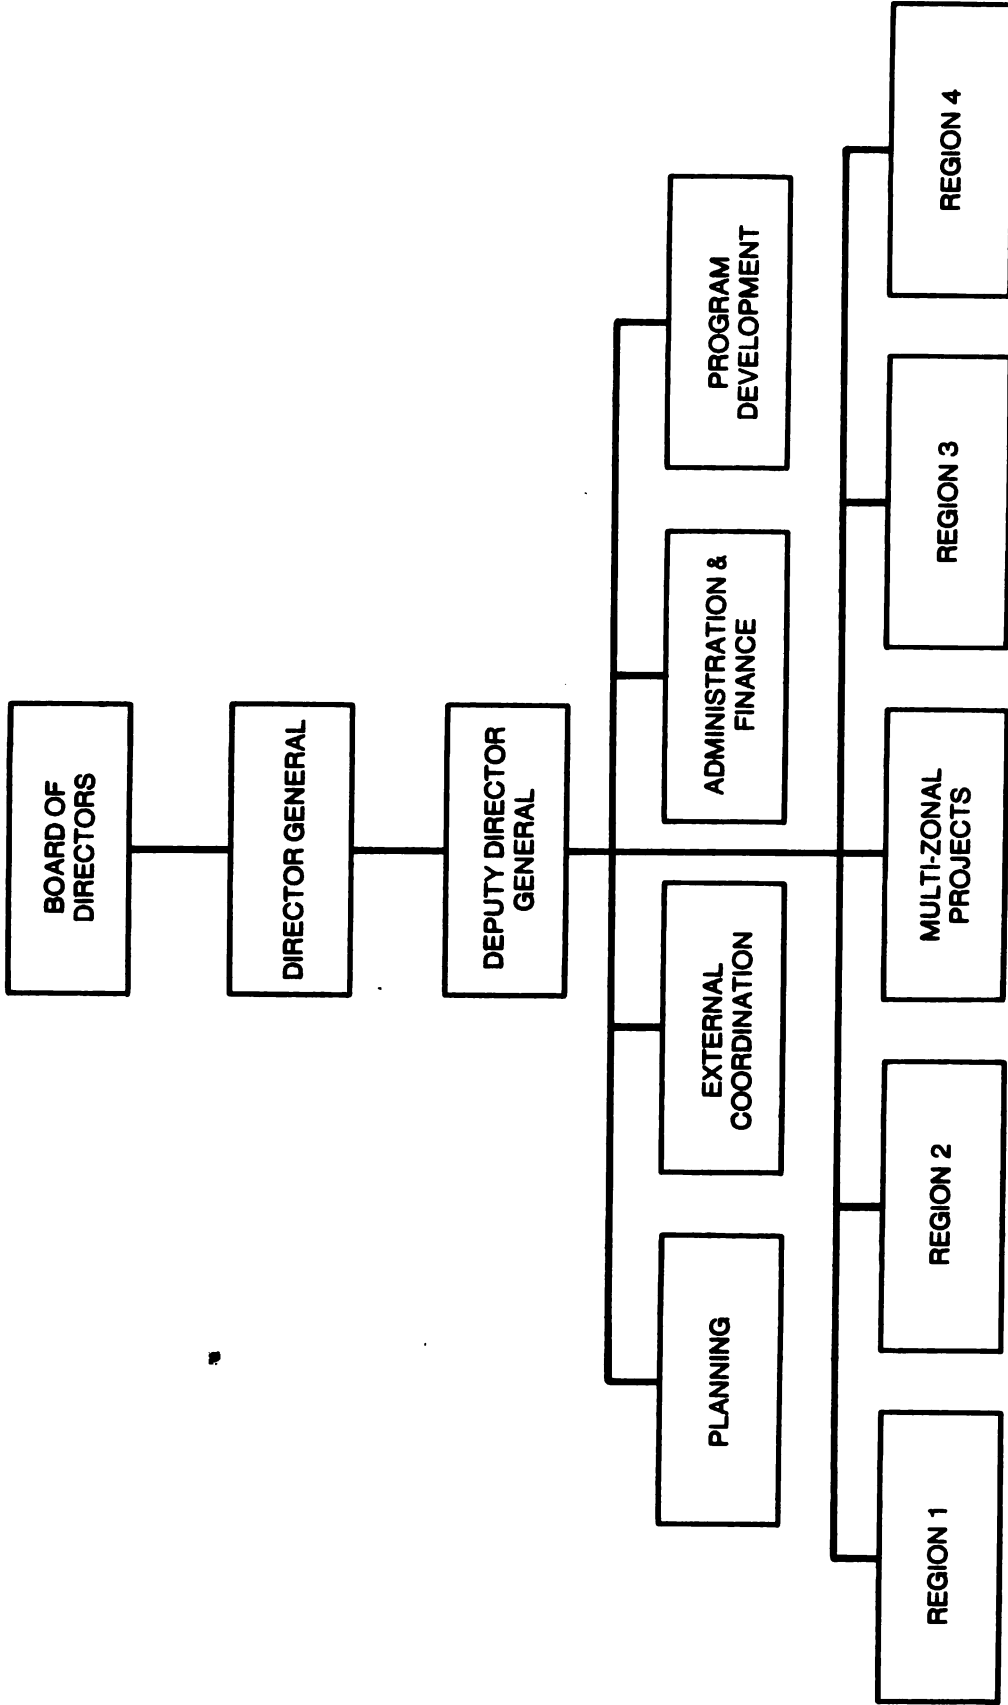 BOARD OF
DIRECTORS
DIRECTOR GENERAL
DEPUTY DIRECTOR
GENERAL
PLANNING
EXTERNAL
COORDINATION
ADMINISTRATION &
FINANCE
PROGRAM
DEVELOPMENT
REGION 1
REGION 2
MULTI-ZONAL
PROJECTS
REGION 3
REGION 4